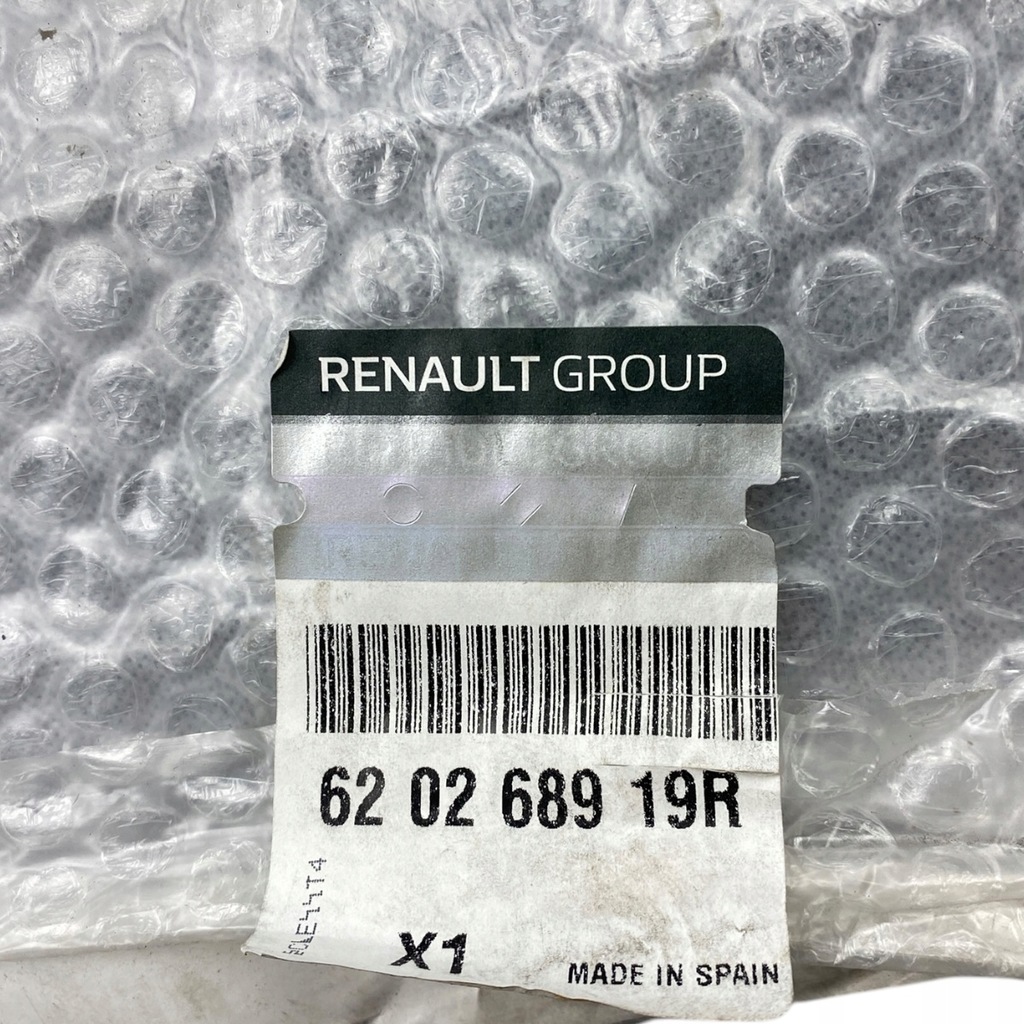 RENAULT GROUP
62 02 689 19R
X1
MADE IN SPAIN